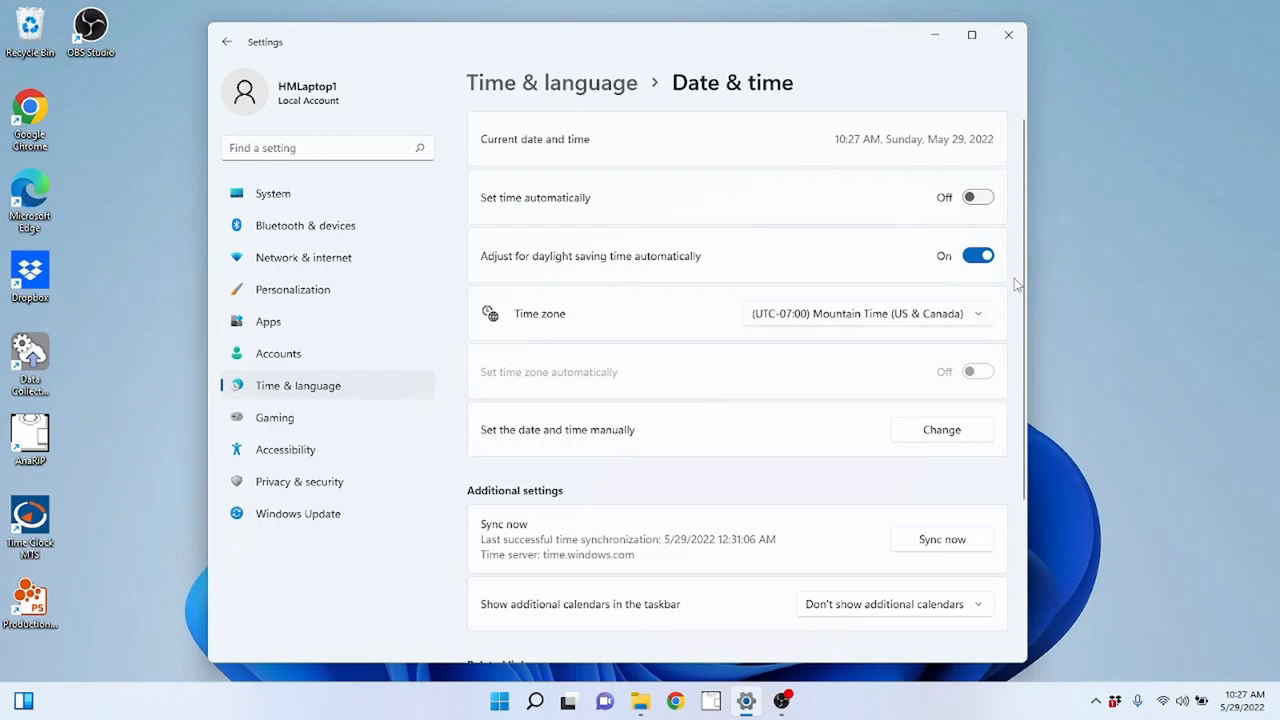 Recycle Bin
OBS Studio
Google
Chrome
Microsoft
Edge
Dropbox
Data
Collect...
AnaRIP
Time Clock
MTS
Production...
Settings
HMLaptop1
Local Account
Find a setting
System
Bluetooth & devices
Network & internet
Personalization
Apps
Accounts
Time & language
Gaming
Accessibility
Privacy & security
Windows Update
Time & language > Date & time
Current date and time 10:27 AM, Sunday, May 29, 2022
Set time automatically Off
Adjust for daylight saving time automatically On
Time zone (UTC-07:00) Mountain Time (US & Canada)
Set time zone automatically Off
Set the date and time manually Change
Additional settings
Sync now
Last successful time synchronization: 5/29/2022 12:31:06 AM
Time server: time.windows.com
Sync now
Show additional calendars in the taskbar Don't show additional calendars
10:27 AM
5/29/2022